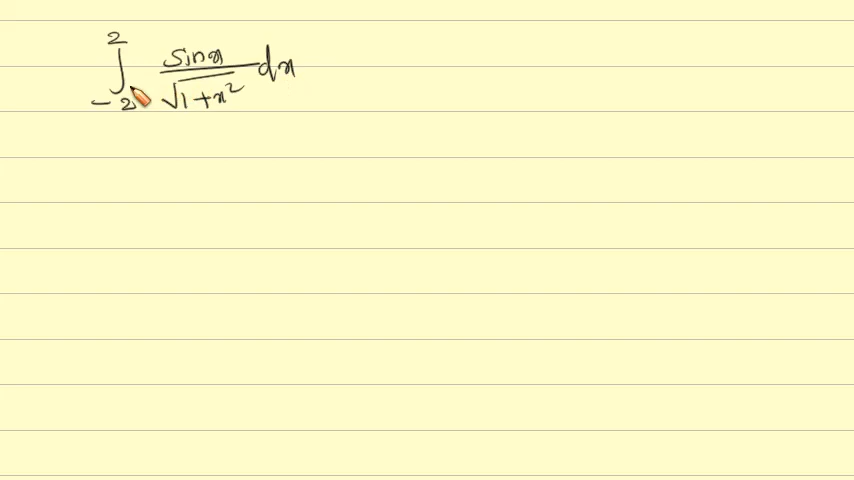 ∫_{-2}^{2} sinx/√(1+x²) dx